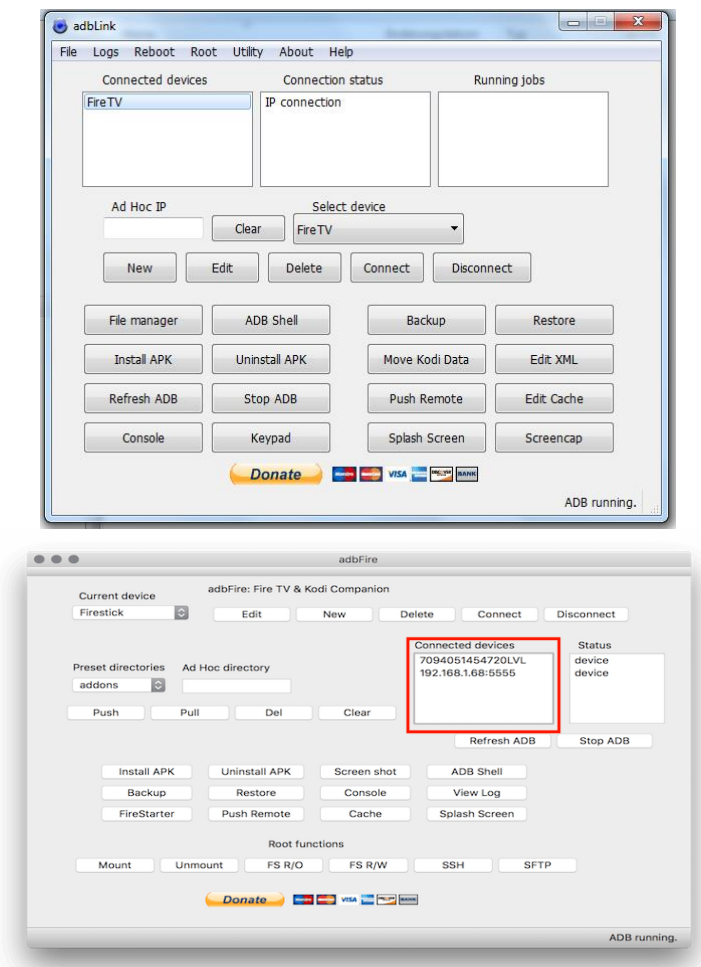 adbLink
File Logs Reboot Root Utility About Help
Connected devices Connection status Running jobs
FireTV IP connection
Ad Hoc IP Select device
Clear FireTV
New Edit Delete Connect Disconnect
File manager ADB Shell Backup Restore
Install APK Uninstall APK Move Kodi Data Edit XML
Refresh ADB Stop ADB Push Remote Edit Cache
Console Keypad Splash Screen Screencap
Donate VISA BANK
ADB running.
adbFire
Current device adbFire: Fire TV & Kodi Companion
Firestick Edit New Delete Connect Disconnect
Connected devices Status
7094051454720LVL device
192.168.1.68:5555 device
Preset directories Ad Hoc directory
addons
Push Pull Del Clear
Refresh ADB Stop ADB
Install APK Uninstall APK Screen shot ADB Shell
Backup Restore Console View Log
FireStarter Push Remote Cache Splash Screen
Root functions
Mount Unmount FS R/O FS R/W SSH SFTP
Donate VISA
ADB running.